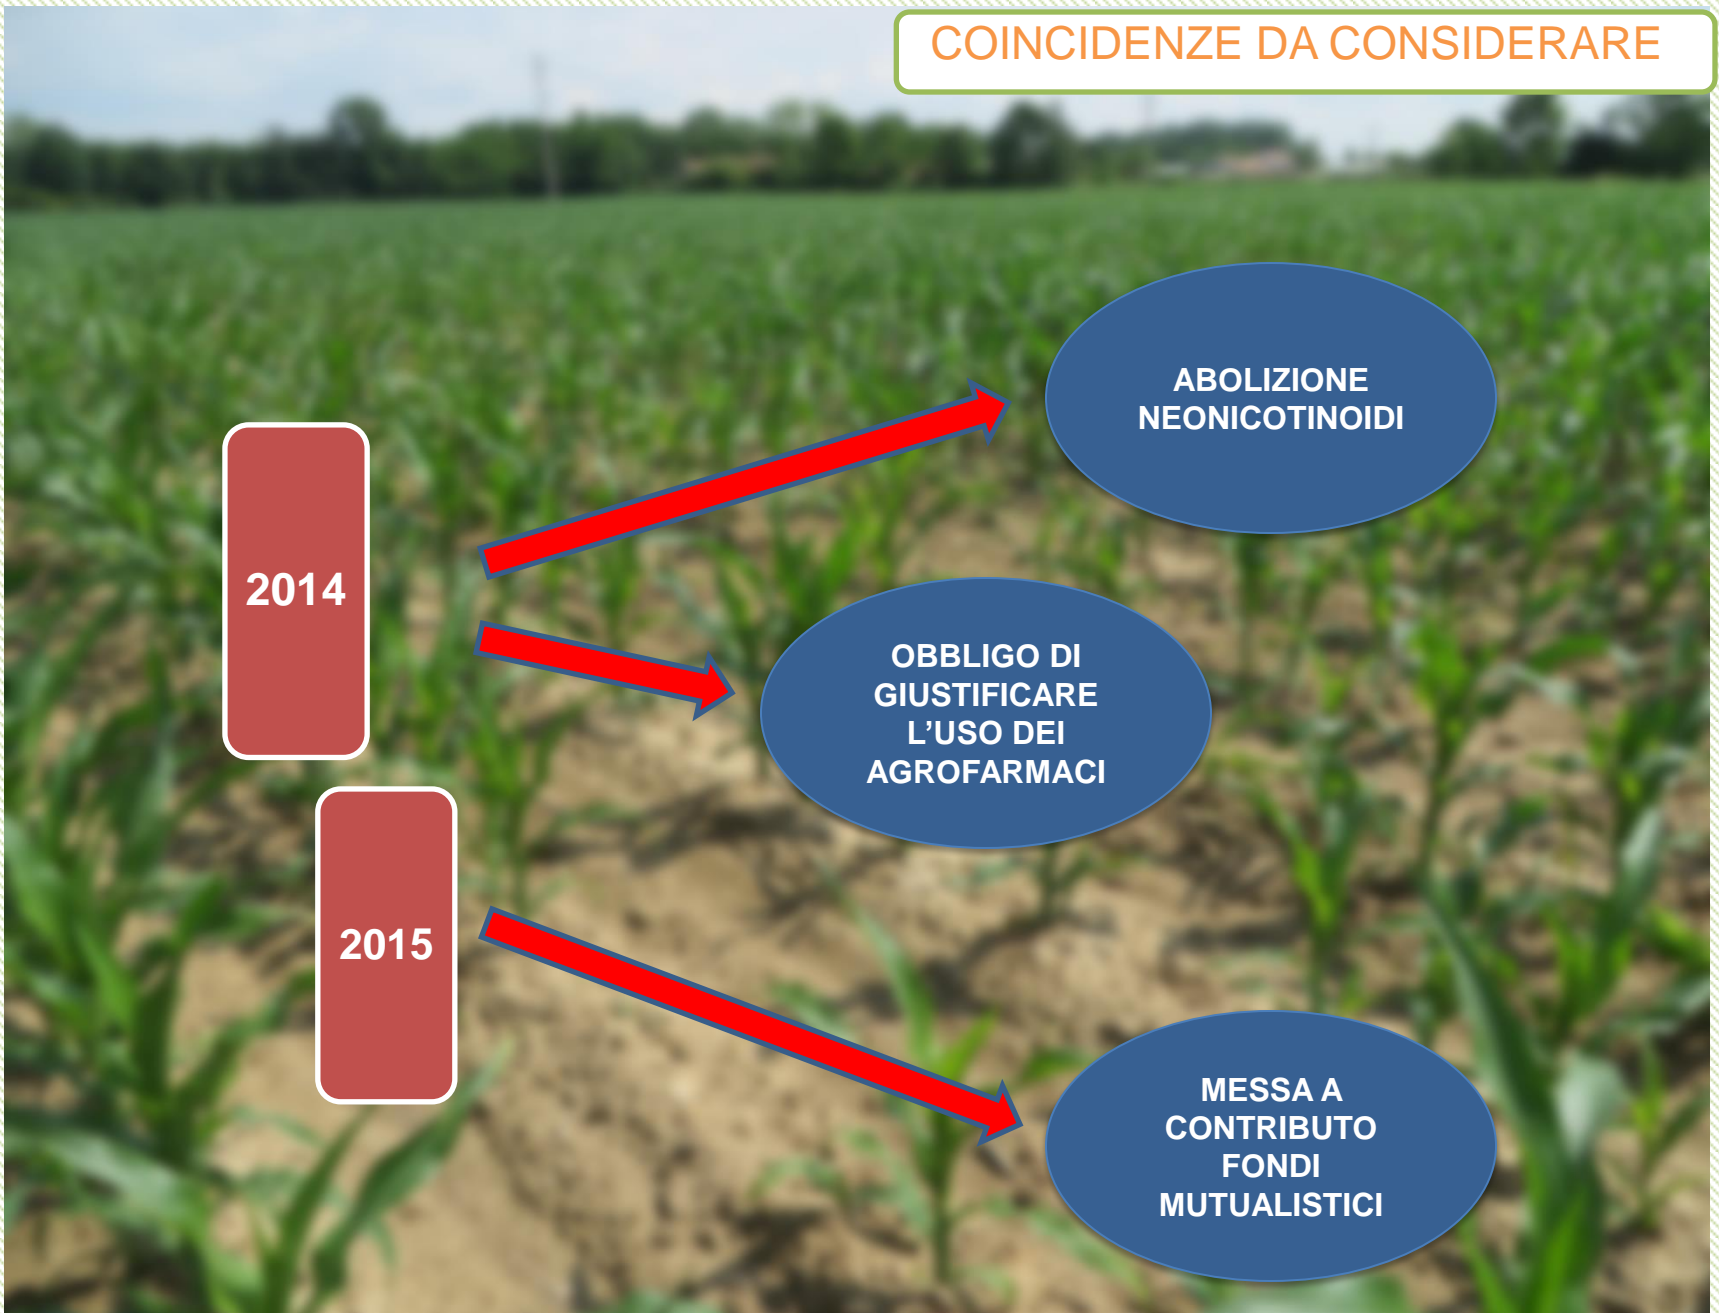 COINCIDENZE DA CONSIDERARE
2014
ABOLIZIONE
NEONICOTINOIDI
OBBLIGO DI
GIUSTIFICARE
L’USO DEI
AGROFARMACI
2015
MESSA A
CONTRIBUTO
FONDI
MUTUALISTICI